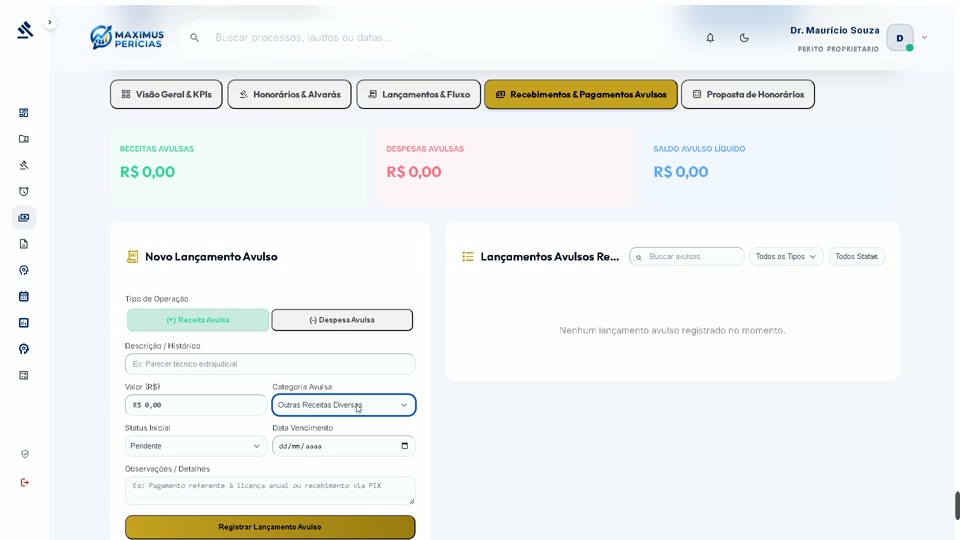 MAXIMUS
PERÍCIAS
Buscar processos, laudos ou datas...
Dr. Maurício Souza
PERITO PROPRIETARIO
D
Visão Geral & KPIs
Honorários & Alvarás
Lançamentos & Fluxo
Recebimentos & Pagamentos Avulsos
Proposta de Honorários
RECEITAS AVULSAS
R$ 0,00
DESPESAS AVULSAS
R$ 0,00
SALDO AVULSO LÍQUIDO
R$ 0,00
Novo Lançamento Avulso
Tipo de Operação
(+) Receita Avulsa
(-) Despesa Avulsa
Descrição / Histórico
Ex: Parecer técnico extrajudicial
Valor (R$)
Categoria Avulsa
R$ 0,00
Outras Receitas Diversas
Status Inicial
Data Vencimento
Pendente
dd/mm/aaaa
Observações / Detalhes
Ex: Pagamento referente à licença anual ou recebimento via PIX
Registrar Lançamento Avulso
Lançamentos Avulsos Re...
Buscar avulsos...
Todos os Tipos
Todos Status
Nenhum lançamento avulso registrado no momento.